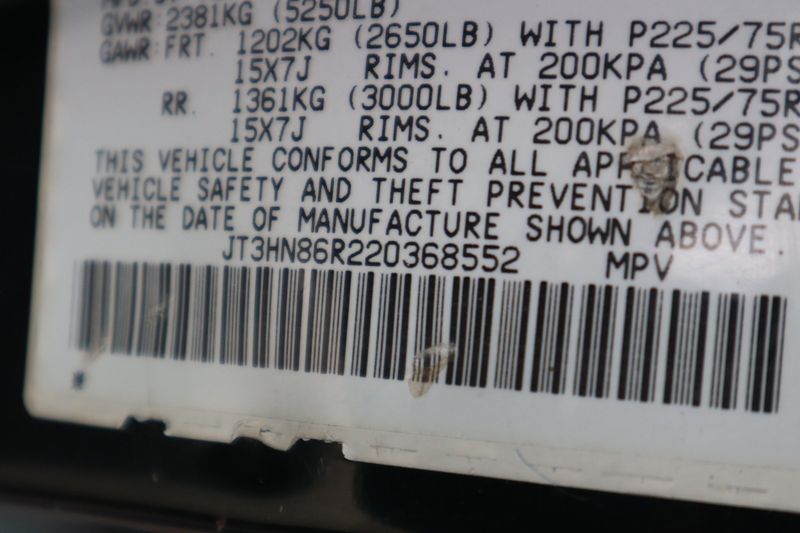 GVWR:2381KG (5250LB)
GAWR:FRT. 1202KG (2650LB) WITH P225/75R
15X7J RIMS. AT 200KPA (29PS
RR. 1361KG (3000LB) WITH P225/75R
15X7J RIMS. AT 200KPA (29PS
THIS VEHICLE CONFORMS TO ALL APP ICABLE
VEHICLE SAFETY AND THEFT PREVENTION STA
ON THE DATE OF MANUFACTURE SHOWN ABOVE.
JT3HN86R220368552 MPV